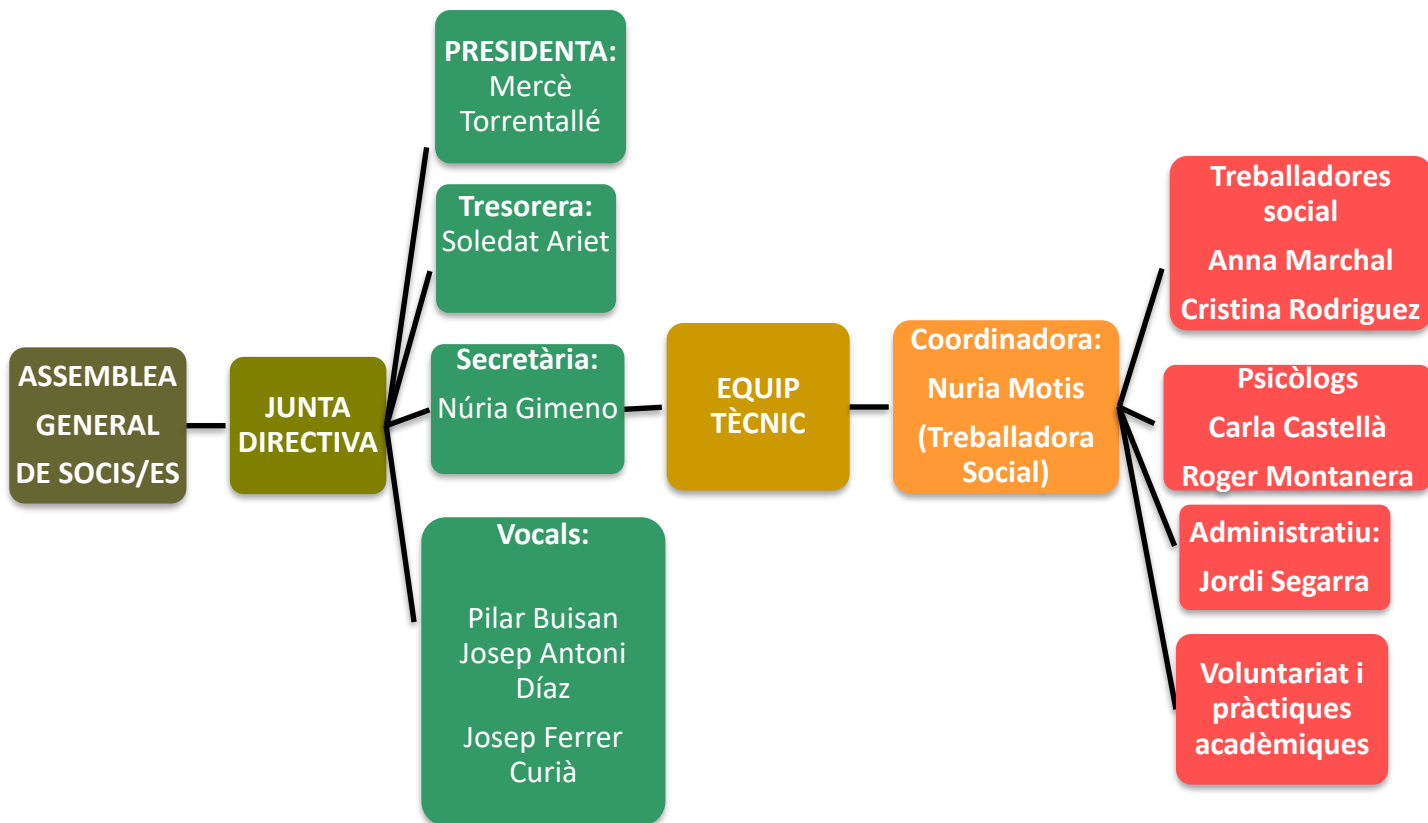 ASSEMBLEA
GENERAL
DE SOCIS/ES
JUNTA
DIRECTIVA
PRESIDENTA:
Mercè
Torrentallé
Tresorera:
Soledat Ariet
Secretària:
Núria Gimeno
Vocals:
Pilar Buisan
Josep Antoni
Díaz
Josep Ferrer
Curià
EQUIP
TÈCNIC
Coordinadora:
Nuria Motis
(Treballadora
Social)
Treballadores
social
Anna Marchal
Cristina Rodriguez
Psicòlogs
Carla Castellà
Roger Montanera
Administratiu:
Jordi Segarra
Voluntariat i
pràctiques
acadèmiques